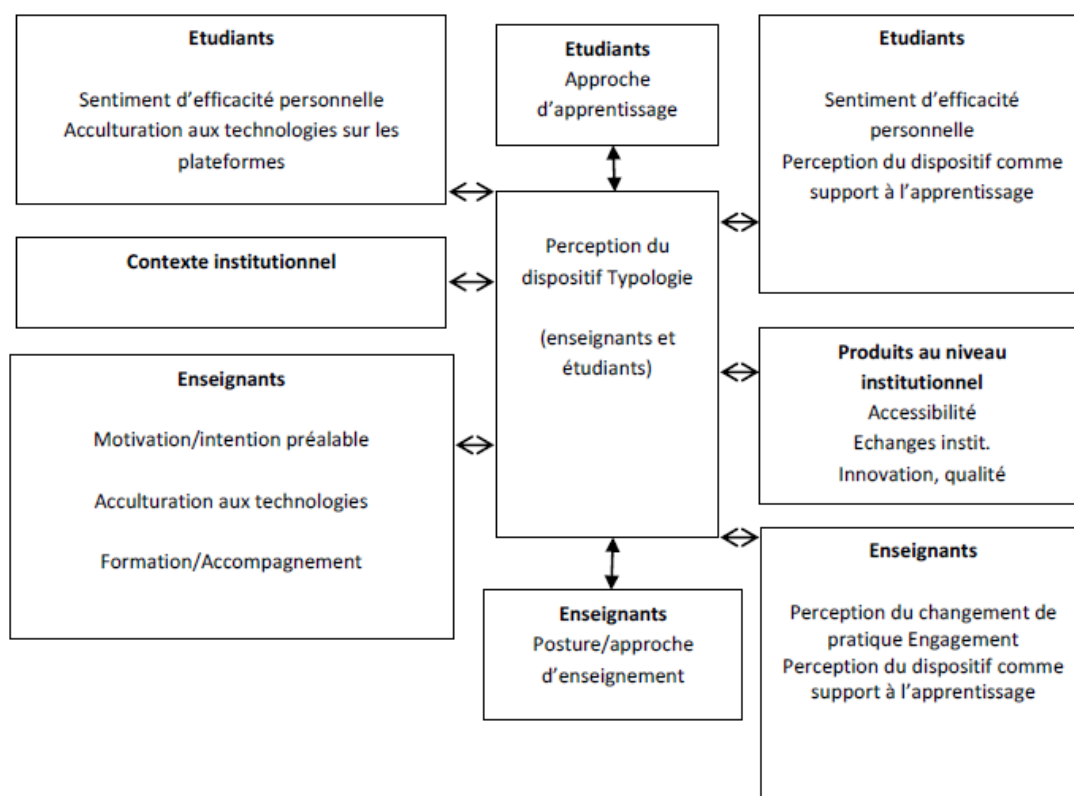 Etudiants
Sentiment d'efficacité personnelle
Acculturation aux technologies sur les
plateformes
Etudiants
Approche
d'apprentissage
Etudiants
Sentiment d'efficacité
personnelle
Perception du dispositif comme
support à l'apprentissage
Contexte institutionnel
Perception du
dispositif Typologie
(enseignants et
étudiants)
Produits au niveau
institutionnel
Accessibilité
Echanges instit.
Innovation, qualité
Enseignants
Motivation/intention préalable
Acculturation aux technologies
Formation/Accompagnement
Enseignants
Posture/approche
d'enseignement
Enseignants
Perception du changement de
pratique Engagement
Perception du dispositif comme
support à l'apprentissage